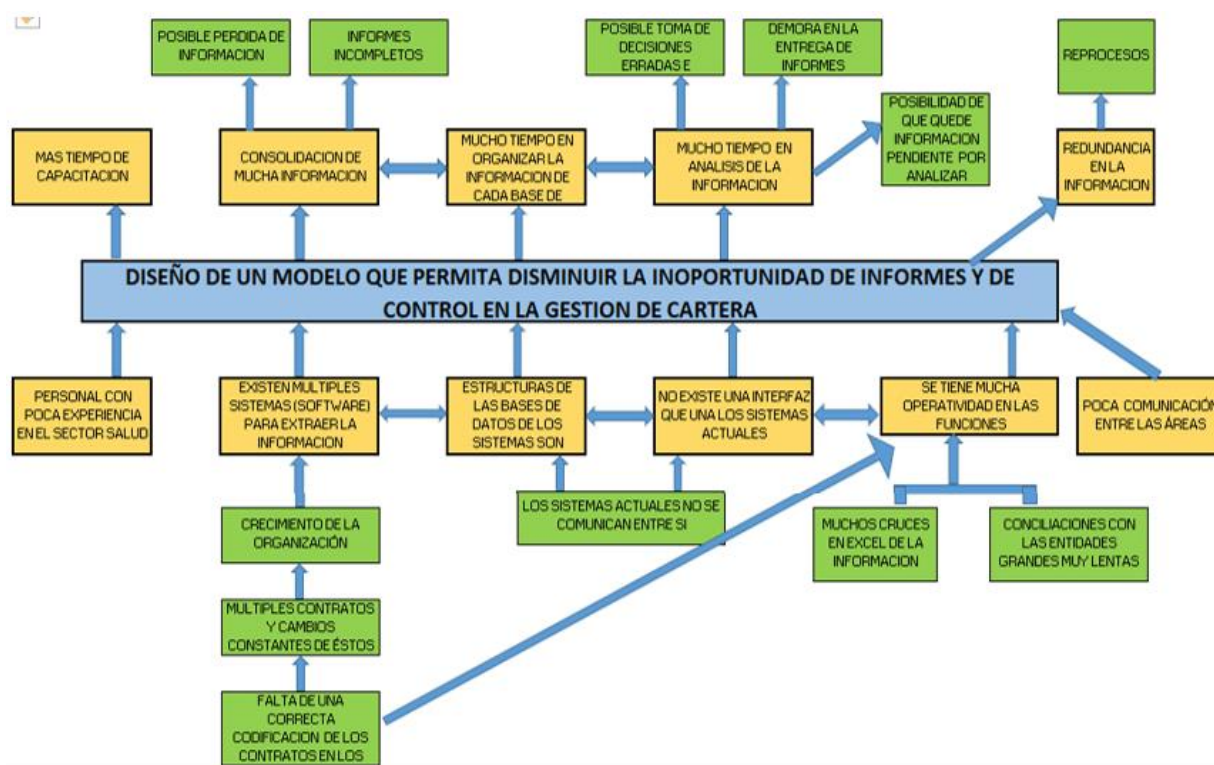 POSIBLE PERDIDA DE
INFORMACION
INFORMES
INCOMPLETOS
POSIBLE TOMA DE
DECISIONES
ERRADAS E
DEMORA EN LA
ENTREGA DE
INFORMES
REPROCESOS
POSIBILIDAD DE
QUE QUEDE
INFORMACION
PENDIENTE POR
ANALIZAR
MAS TIEMPO DE
CAPACITACION
CONSOLIDACION DE
MUCHA INFORMACION
MUCHO TIEMPO EN
ORGANIZAR LA
INFORMACION DE
CADA BASE DE
MUCHO TIEMPO EN
ANALISIS DE LA
INFORMACION
REDUNDANCIA
EN LA
INFORMACION
DISEÑO DE UN MODELO QUE PERMITA DISMINUIR LA INOPORTUNIDAD DE INFORMES Y DE
CONTROL EN LA GESTION DE CARTERA
PERSONAL CON
POCA EXPERIENCIA
EN EL SECTOR SALUD
EXISTEN MULTIPLES
SISTEMAS (SOFTWARE)
PARA EXTRAER LA
INFORMACION
ESTRUCTURAS DE
LAS BASES DE
DATOS DE LOS
SISTEMAS SON
NO EXISTE UNA INTERFAZ
QUE UNA LOS SISTEMAS
ACTUALES
SE TIENE MUCHA
OPERATIVIDAD EN LAS
FUNCIONES
POCA COMUNICACIÓN
ENTRE LAS ÁREAS
CRECIMIENTO DE LA
ORGANIZACIÓN
LOS SISTEMAS ACTUALES NO SE
COMUNICAN ENTRE SI
MUCHOS CRUCES
EN EXCEL DE LA
INFORMACION
CONCILIACIONES CON
LAS ENTIDADES
GRANDES MUY LENTAS
MULTIPLES CONTRATOS
Y CAMBIOS
CONSTANTES DE ÉSTOS
FALTA DE UNA
CORRECTA
CODIFICACION DE LOS
CONTRATOS EN LOS